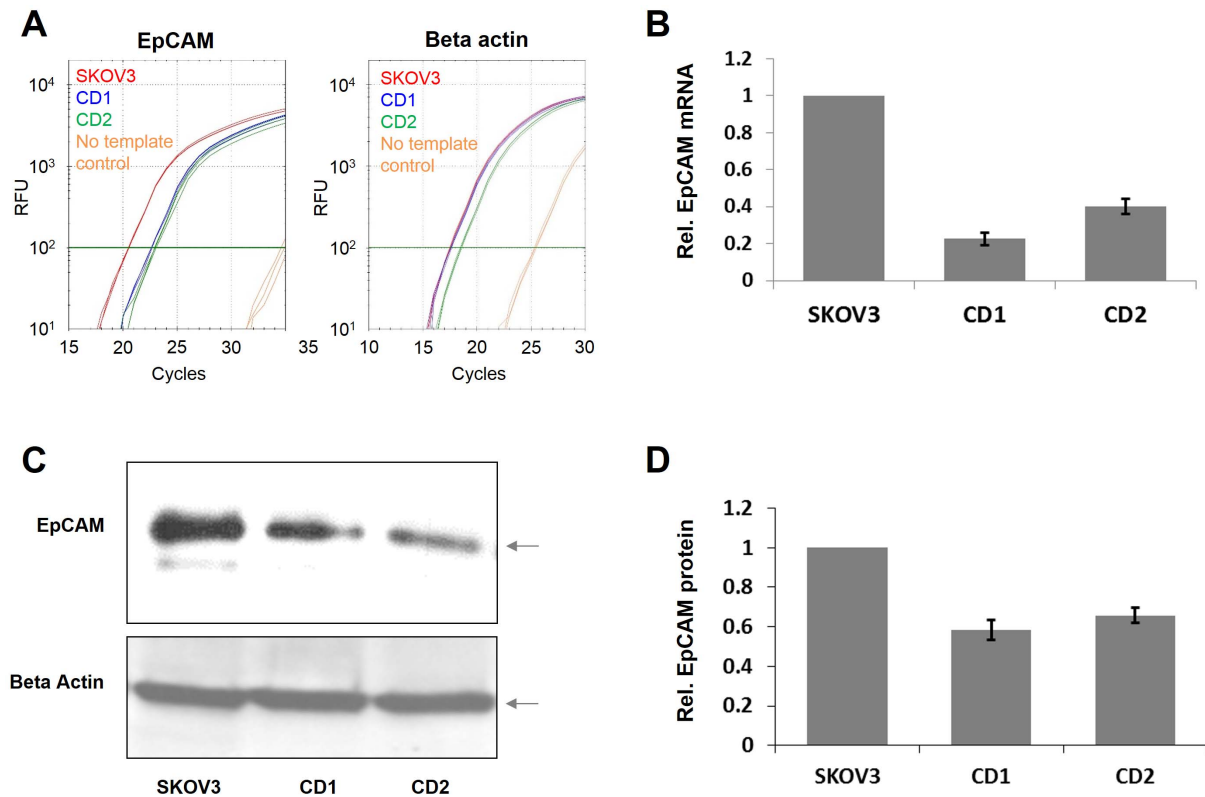 A
EpCAM
Beta actin
SKOV3
CD1
CD2
No template
control
RFU
10⁴
10³
10²
10¹
15 20 25 30 35
Cycles
SKOV3
CD1
CD2
No template
control
RFU
10⁴
10³
10²
10¹
10 15 20 25 30
Cycles
B
Rel. EpCAM mRNA
1.2
1
0.8
0.6
0.4
0.2
0
SKOV3 CD1 CD2
C
EpCAM
Beta Actin
SKOV3 CD1 CD2
D
Rel. EpCAM protein
1.2
1
0.8
0.6
0.4
0.2
0
SKOV3 CD1 CD2